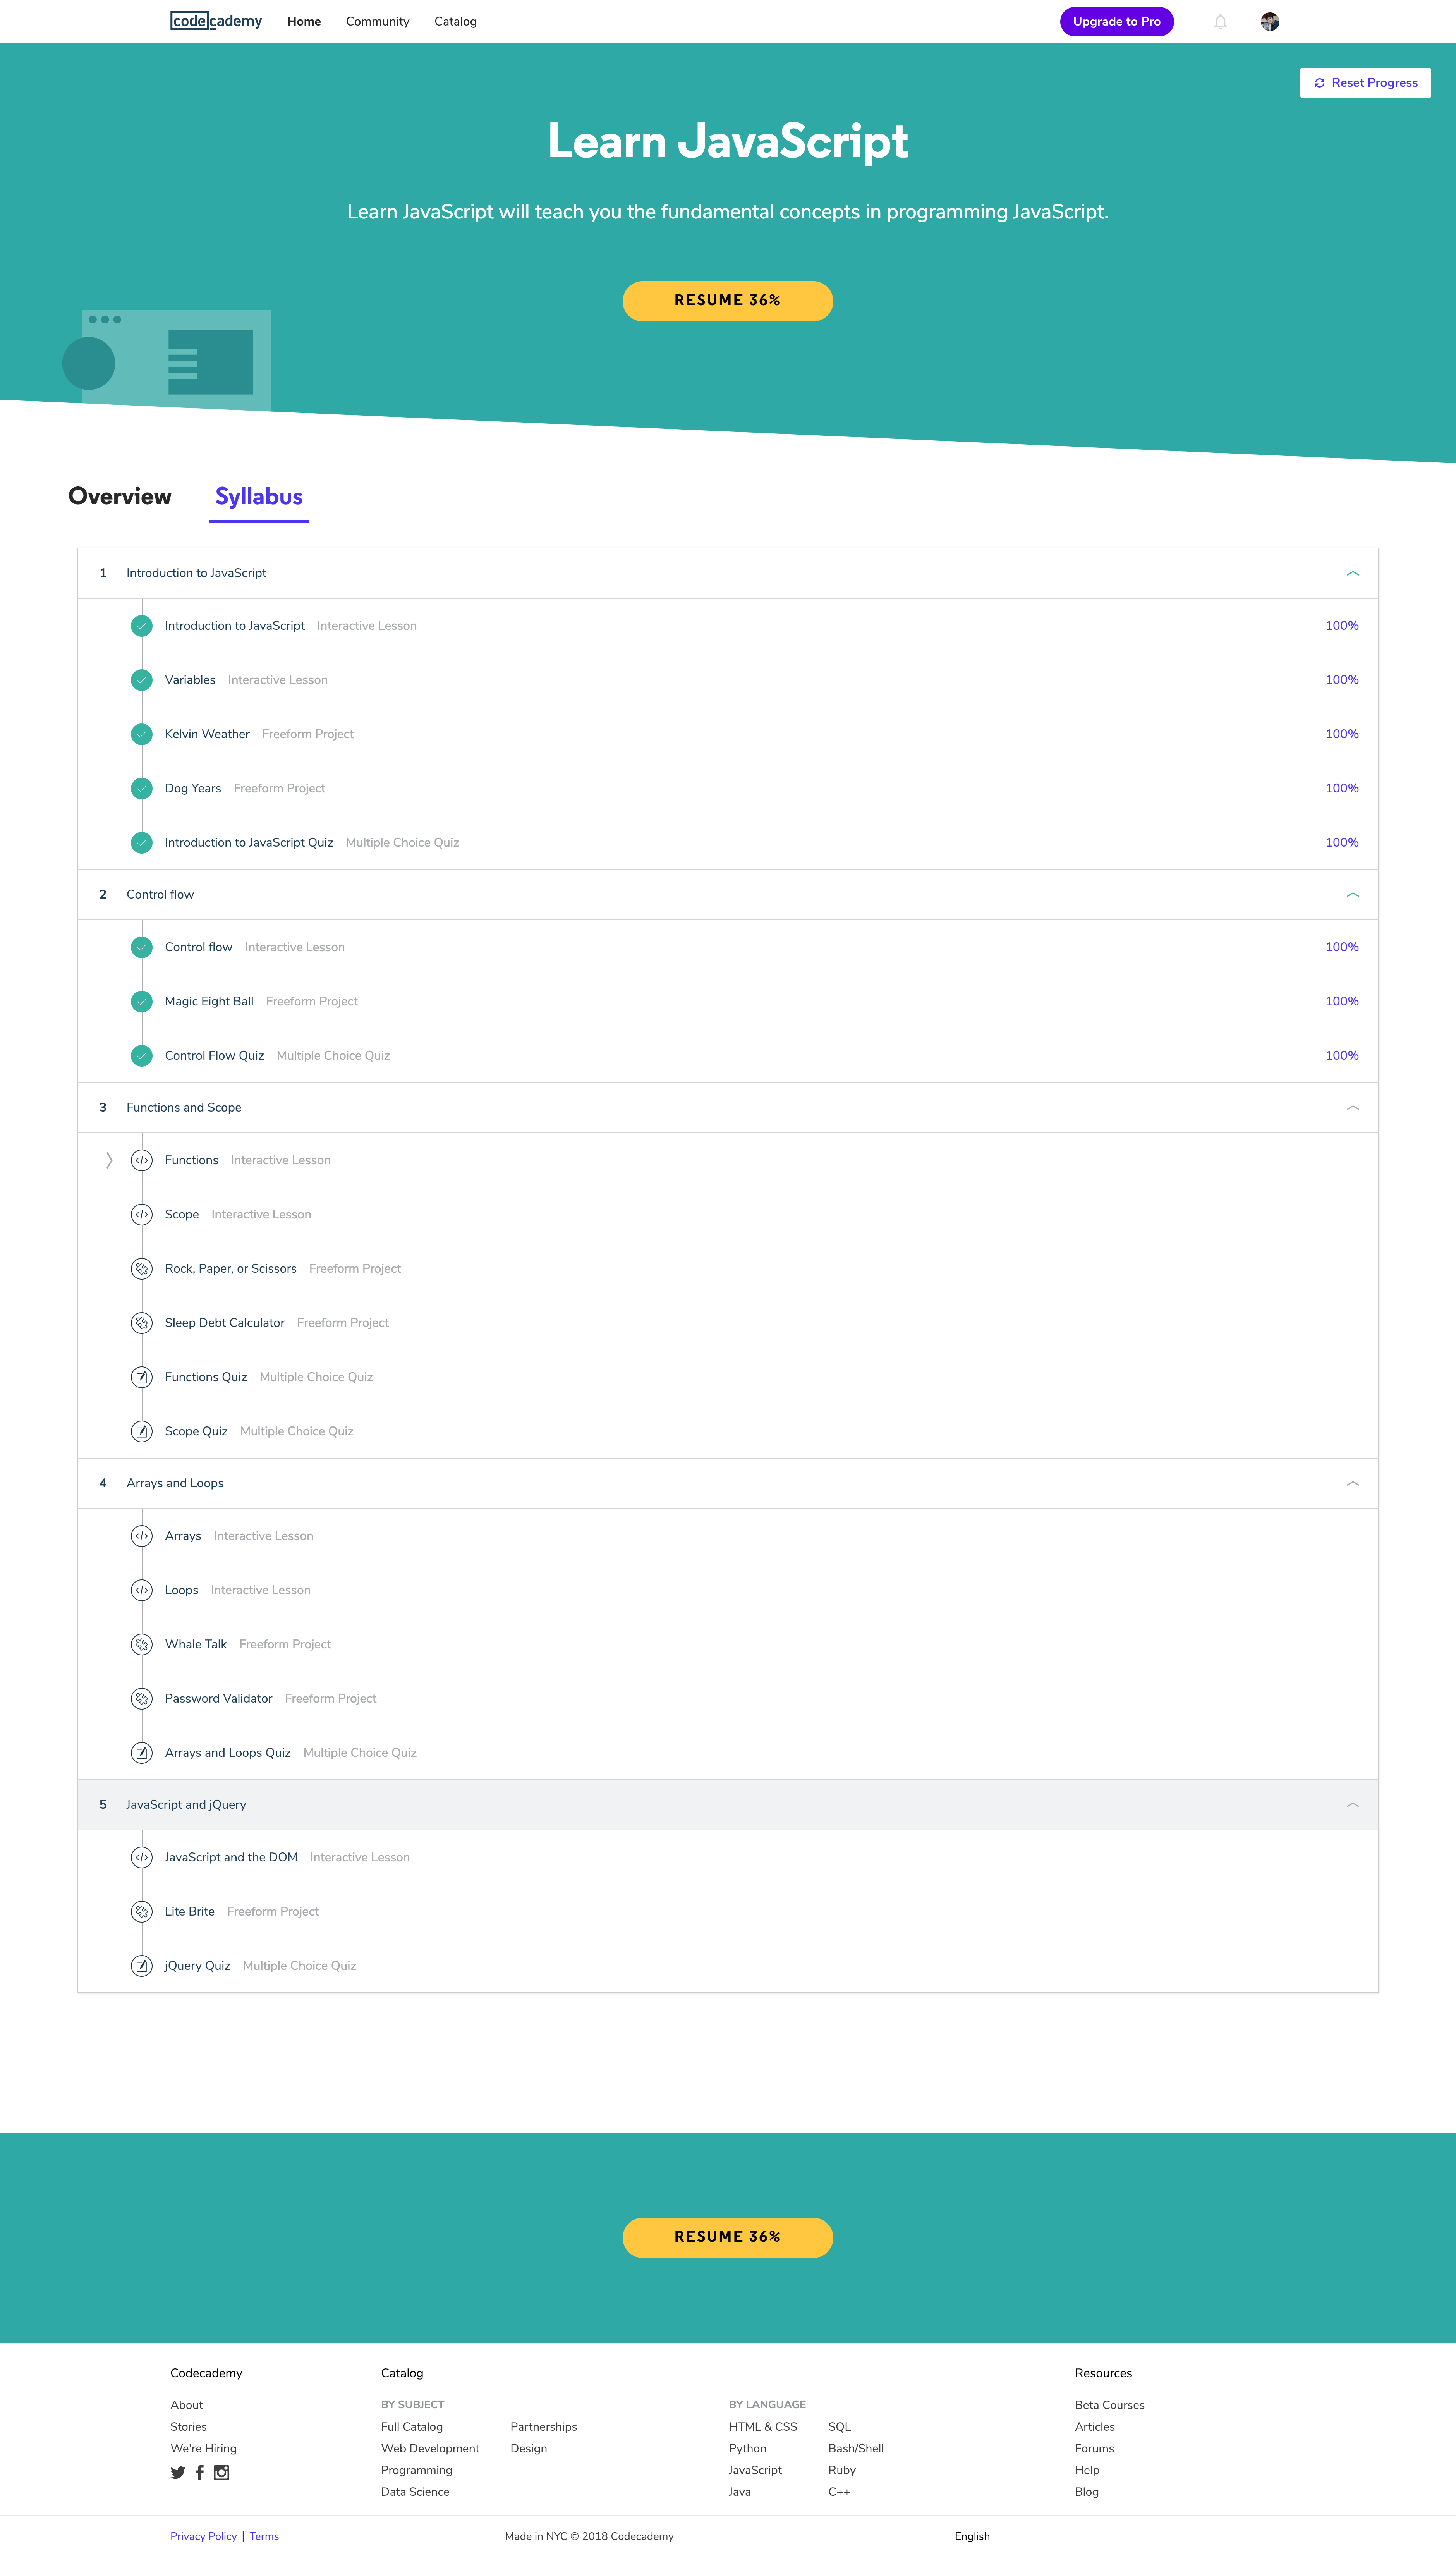 codecademy Home Community Catalog Upgrade to Pro
Reset Progress
Learn JavaScript
Learn JavaScript will teach you the fundamental concepts in programming JavaScript.
RESUME 36%
Overview Syllabus
1 Introduction to JavaScript
Introduction to JavaScript Interactive Lesson 100%
Variables Interactive Lesson 100%
Kelvin Weather Freeform Project 100%
Dog Years Freeform Project 100%
Introduction to JavaScript Quiz Multiple Choice Quiz 100%
2 Control flow
Control flow Interactive Lesson 100%
Magic Eight Ball Freeform Project 100%
Control Flow Quiz Multiple Choice Quiz 100%
3 Functions and Scope
Functions Interactive Lesson
Scope Interactive Lesson
Rock, Paper, or Scissors Freeform Project
Sleep Debt Calculator Freeform Project
Functions Quiz Multiple Choice Quiz
Scope Quiz Multiple Choice Quiz
4 Arrays and Loops
Arrays Interactive Lesson
Loops Interactive Lesson
Whale Talk Freeform Project
Password Validator Freeform Project
Arrays and Loops Quiz Multiple Choice Quiz
5 JavaScript and jQuery
JavaScript and the DOM Interactive Lesson
Lite Brite Freeform Project
jQuery Quiz Multiple Choice Quiz
RESUME 36%
Codecademy
About
Stories
We're Hiring
Catalog
BY SUBJECT
Full Catalog
Web Development
Programming
Data Science
Partnerships
Design
BY LANGUAGE
HTML & CSS
Python
JavaScript
Java
SQL
Bash/Shell
Ruby
C++
Resources
Beta Courses
Articles
Forums
Help
Blog
Privacy Policy | Terms Made in NYC © 2018 Codecademy English